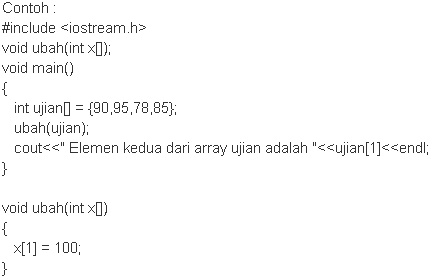 Contoh :
#include <iostream.h>
void ubah(int x[]);
void main()
{
int ujian[] = {90,95,78,85};
ubah(ujian);
cout<<" Elemen kedua dari array ujian adalah "<<ujian[1]<<endl;
}
void ubah(int x[])
{
x[1] = 100;
}